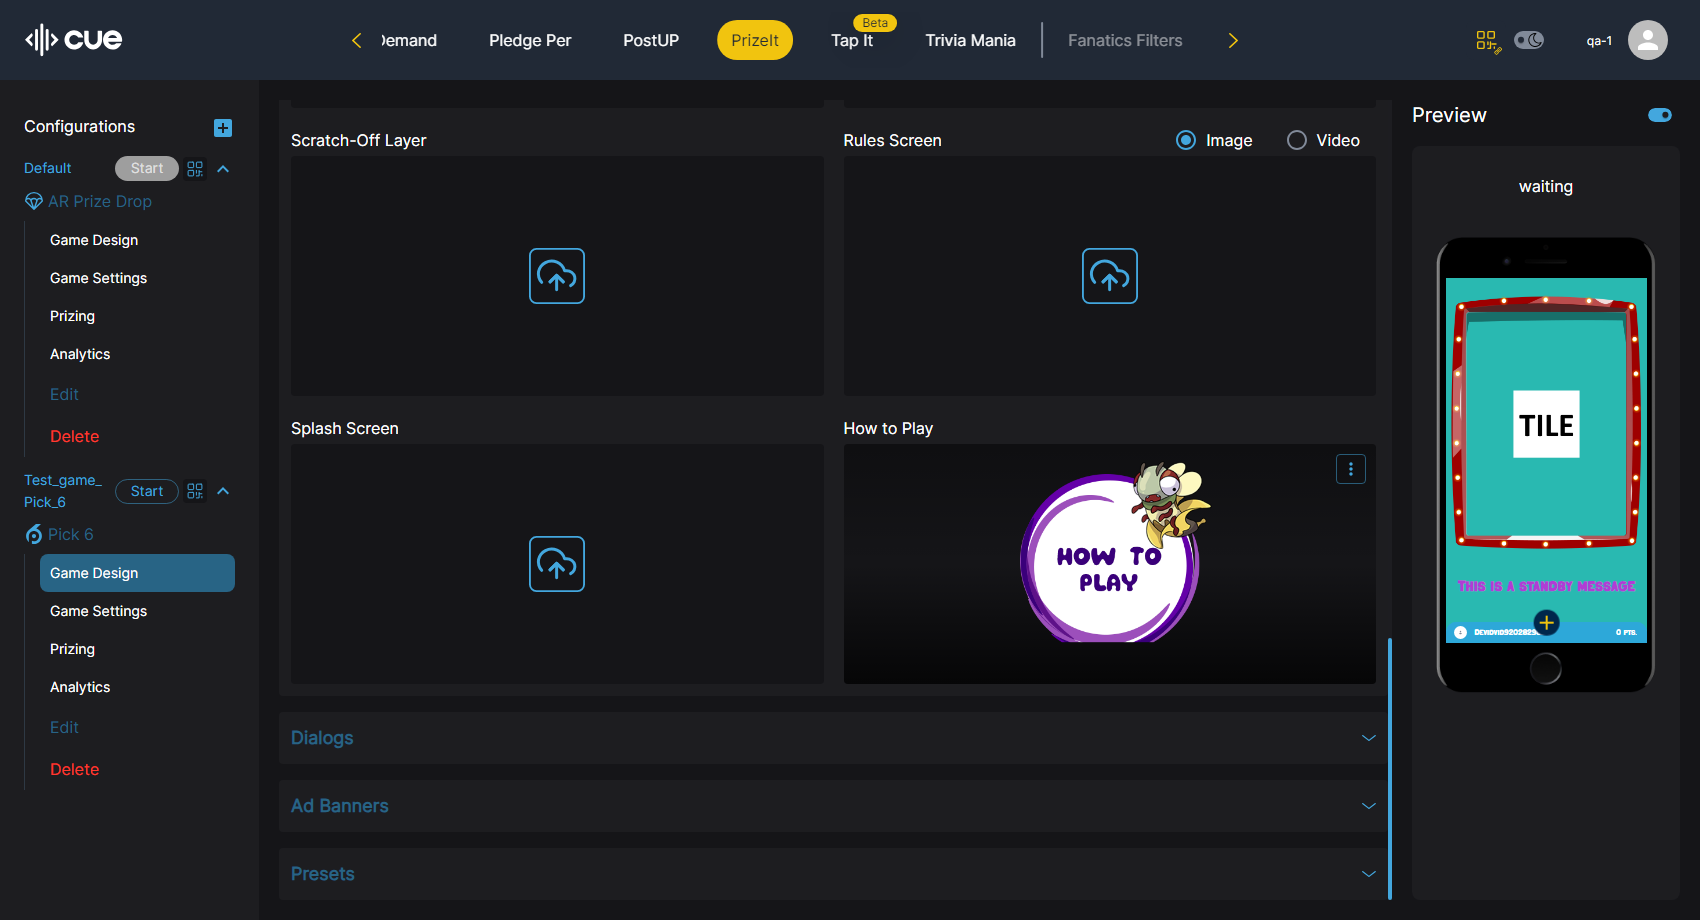 cue
Demand
Pledge Per
PostUP
PrizeIt
Beta
Tap It
Trivia Mania
Fanatics Filters
qa-1
Configurations
Default
Start
AR Prize Drop
Game Design
Game Settings
Prizing
Analytics
Edit
Delete
Test_game_
Pick_6
Start
Pick 6
Game Design
Game Settings
Prizing
Analytics
Edit
Delete
Scratch-Off Layer
Rules Screen
Image
Video
Splash Screen
How to Play
HOW TO
PLAY
Dialogs
Ad Banners
Presets
Preview
waiting
TILE
THIS IS A STANDBY MESSAGE
0 PTS.